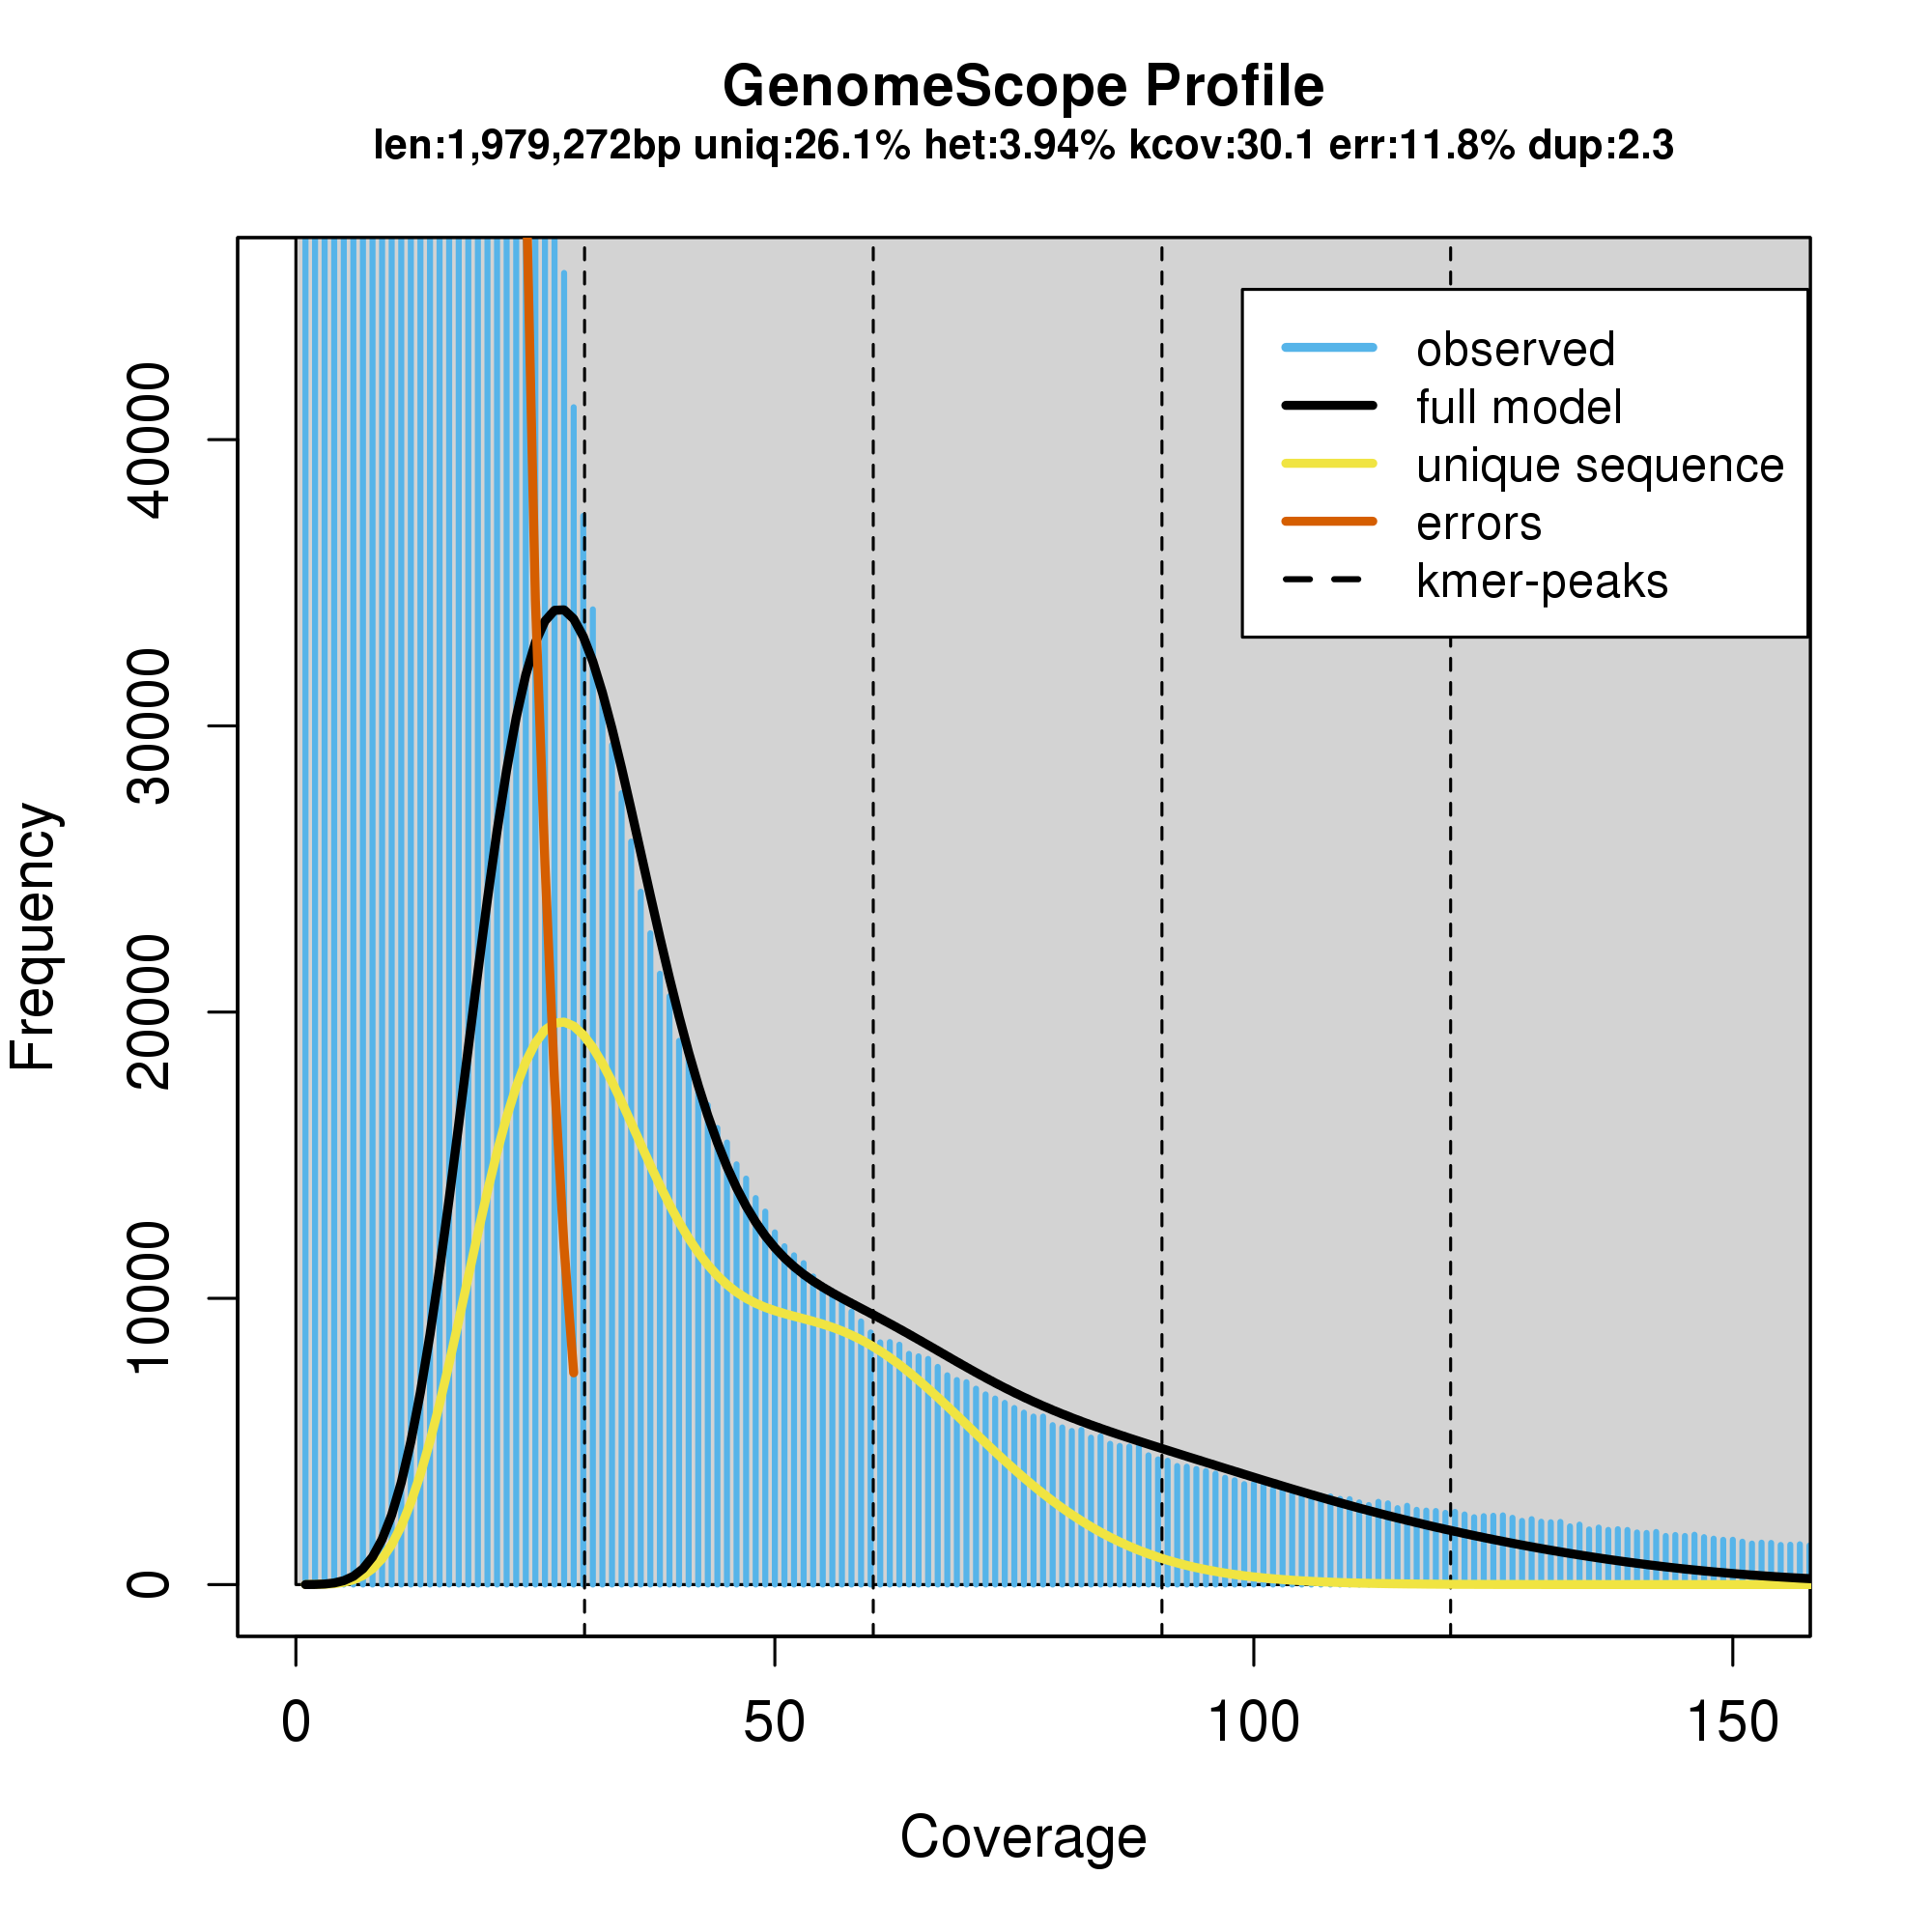 GenomeScope Profile
len:1,979,272bp uniq:26.1% het:3.94% kcov:30.1 err:11.8% dup:2.3
observed
full model
unique sequence
errors
kmer-peaks
Frequency
40000
30000
20000
10000
0
0 50 100 150
Coverage